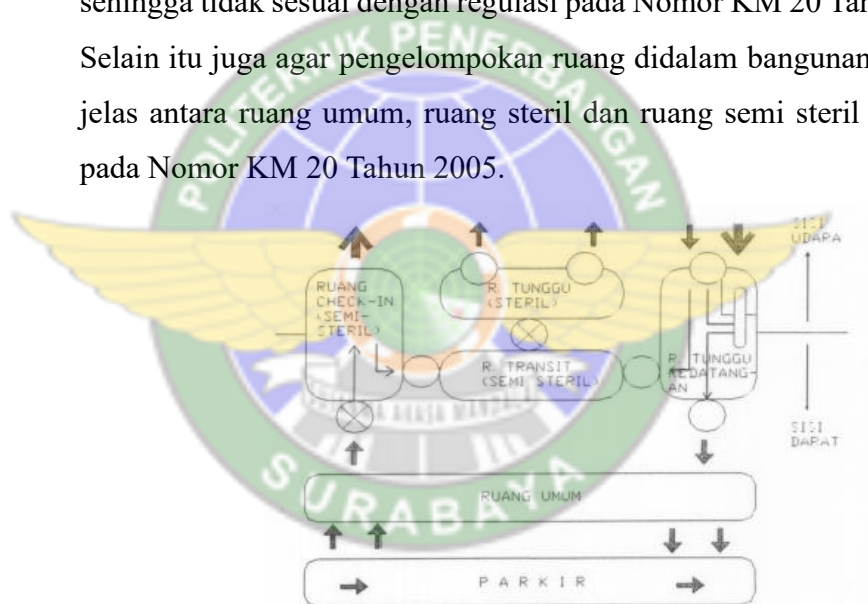 sehingga tidak sesuai dengan regulasi pada Nomor KM 20 Tahun
Selain itu juga agar pengelompokan ruang didalam bangunan
jelas antara ruang umum, ruang steril dan ruang semi steril
pada Nomor KM 20 Tahun 2005.
POLITEKNIK PENERBANGAN
SISI
UDARA
RUANG
CHECK-IN
(SEMI-
STERIL)
R. TUNGGU
(STERIL)
R. TRANSIT
(SEMI STERIL)
R. TUNGGU
KEDATANG-
AN
SISI
DARAT
SURABAYA
RUANG UMUM
PARKIR